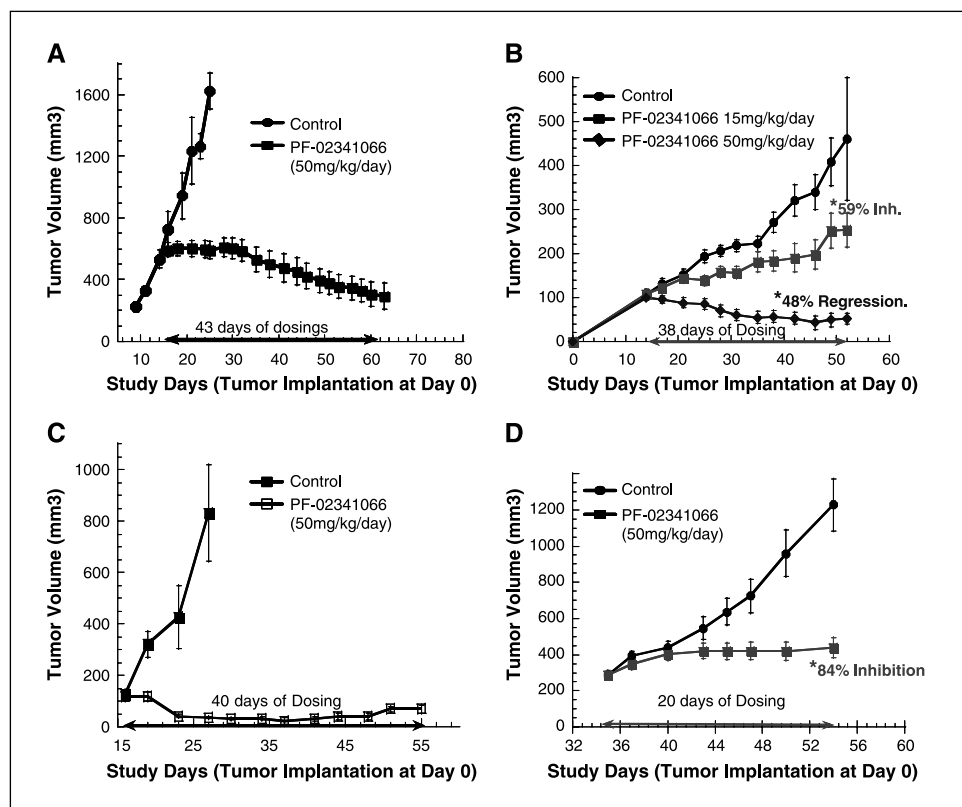 A
1600
1200
800
400
0
Tumor Volume (mm3)
Control
PF-02341066
(50mg/kg/day)
43 days of dosings
10 20 30 40 50 60 70 80
Study Days (Tumor Implantation at Day 0)
B
600
500
400
300
200
100
0
Tumor Volume (mm3)
Control
PF-02341066 15mg/kg/day
PF-02341066 50mg/kg/day
*59% Inh.
*48% Regression.
38 days of Dosing
0 10 20 30 40 50 60
Study Days (Tumor Implantation at Day 0)
C
1000
800
600
400
200
0
Tumor Volume (mm3)
Control
PF-02341066
(50mg/kg/day)
40 days of Dosing
15 25 35 45 55
Study Days (Tumor Implantation at Day 0)
D
1200
1000
800
600
400
200
0
Tumor Volume (mm3)
Control
PF-02341066
(50mg/kg/day)
*84% Inhibition
20 days of Dosing
32 36 40 44 48 52 56 60
Study Days (Tumor Implantation at Day 0)